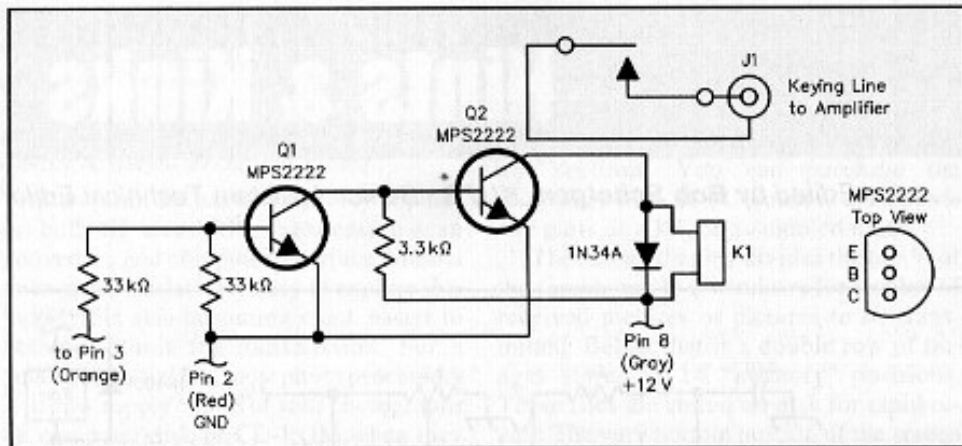 J1
Keying Line
to Amplifier
Q2
MPS2222
Q1
MPS2222
MPS2222
Top View
E
B
C
33 kΩ
33 kΩ
3.3 kΩ
1N34A
K1
to Pin 3
(Orange)
Pin 2
(Red)
GND
Pin 8
(Gray)
+12 V